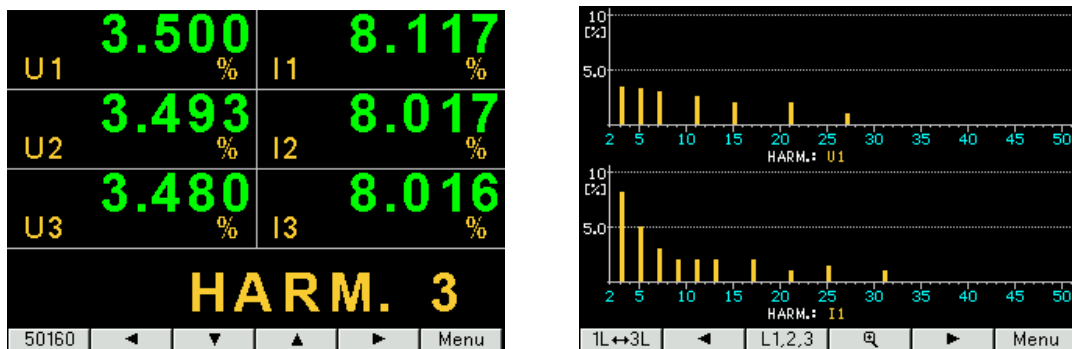 3.500 8.117
U1 % I1 %
3.493 8.017
U2 % I2 %
3.480 8.016
U3 % I3 %
HARM. 3
50160 ◄ ▼ ▲ ► Menu
10
[%]
5.0
2 5 10 15 20 25 30 35 40 45 50
HARM.: U1
10
[%]
5.0
2 5 10 15 20 25 30 35 40 45 50
HARM.: I1
1L↔3L ◄ L1,2,3 ► Menu